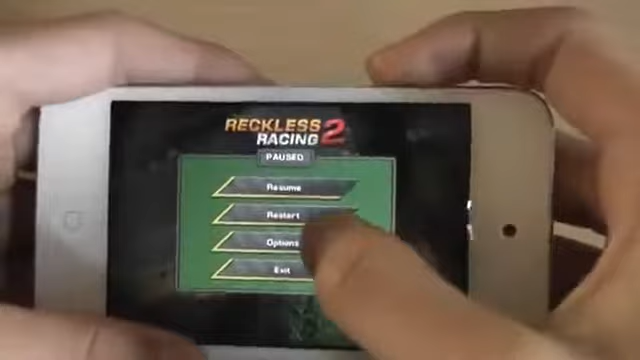 RECKLESS
RACING 2
PAUSED
Resume
Restart
Options
Exit